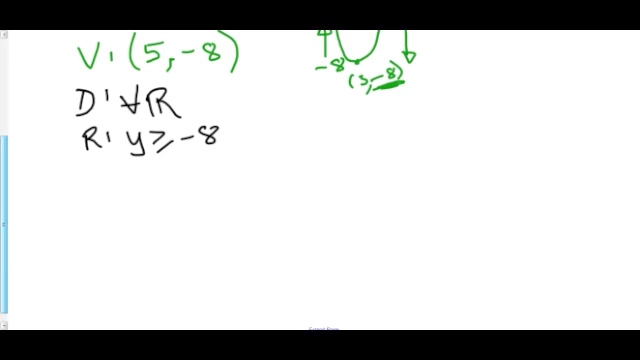 V: (5, -8)
-8
(5, -8)
D: ∀ ℝ
R: y ≥ -8